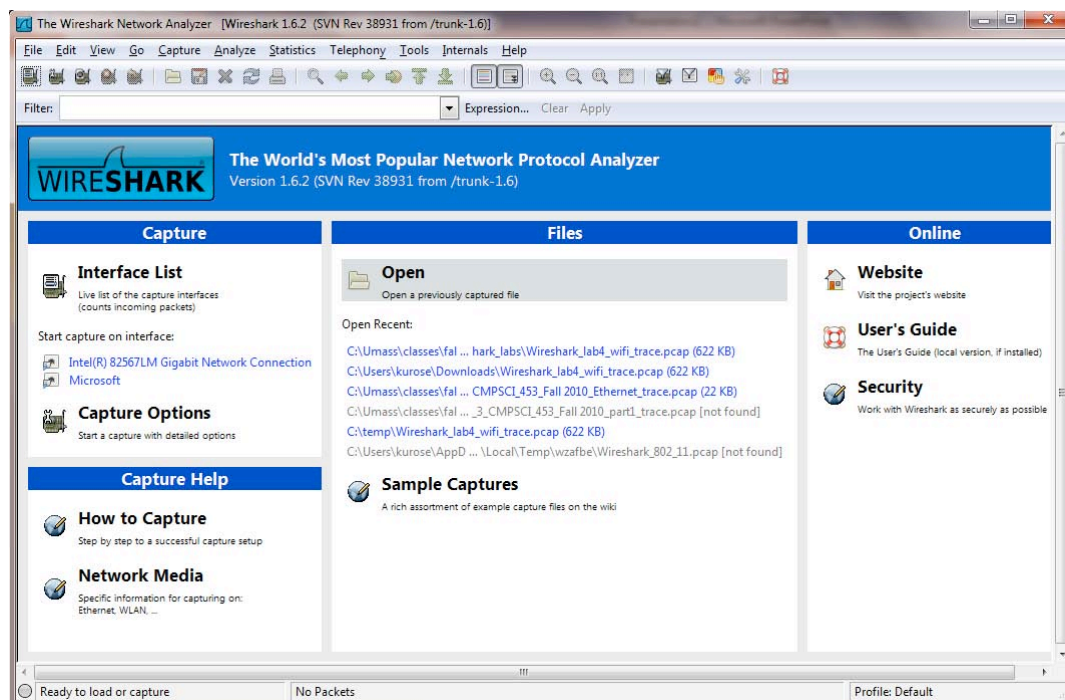 The Wireshark Network Analyzer [Wireshark 1.6.2 (SVN Rev 38931 from /trunk-1.6)]
File Edit View Go Capture Analyze Statistics Telephony Tools Internals Help
Filter: Expression... Clear Apply
WIRESHARK
The World's Most Popular Network Protocol Analyzer
Version 1.6.2 (SVN Rev 38931 from /trunk-1.6)
Capture
Interface List
Live list of the capture interfaces
(counts incoming packets)
Start capture on interface:
Intel(R) 82567LM Gigabit Network Connection
Microsoft
Capture Options
Start a capture with detailed options
Capture Help
How to Capture
Step by step to a successful capture setup
Network Media
Specific information for capturing on:
Ethernet, WLAN, ...
Files
Open
Open a previously captured file
Open Recent:
C:\Umass\classes\fal ... hark_labs\Wireshark_lab4_wifi_trace.pcap (622 KB)
C:\Users\kurose\Downloads\Wireshark_lab4_wifi_trace.pcap (622 KB)
C:\Umass\classes\fal ... CMPSCI_453_Fall 2010_Ethernet_trace.pcap (22 KB)
C:\Umass\classes\fal ... _3_CMPSCI_453_Fall 2010_part1_trace.pcap [not found]
C:\temp\Wireshark_lab4_wifi_trace.pcap (622 KB)
C:\Users\kurose\AppD ... \Local\Temp\wzafbe\Wireshark_802_11.pcap [not found]
Sample Captures
A rich assortment of example capture files on the wiki
Online
Website
Visit the project's website
User's Guide
The User's Guide (local version, if installed)
Security
Work with Wireshark as securely as possible
Ready to load or capture
No Packets
Profile: Default